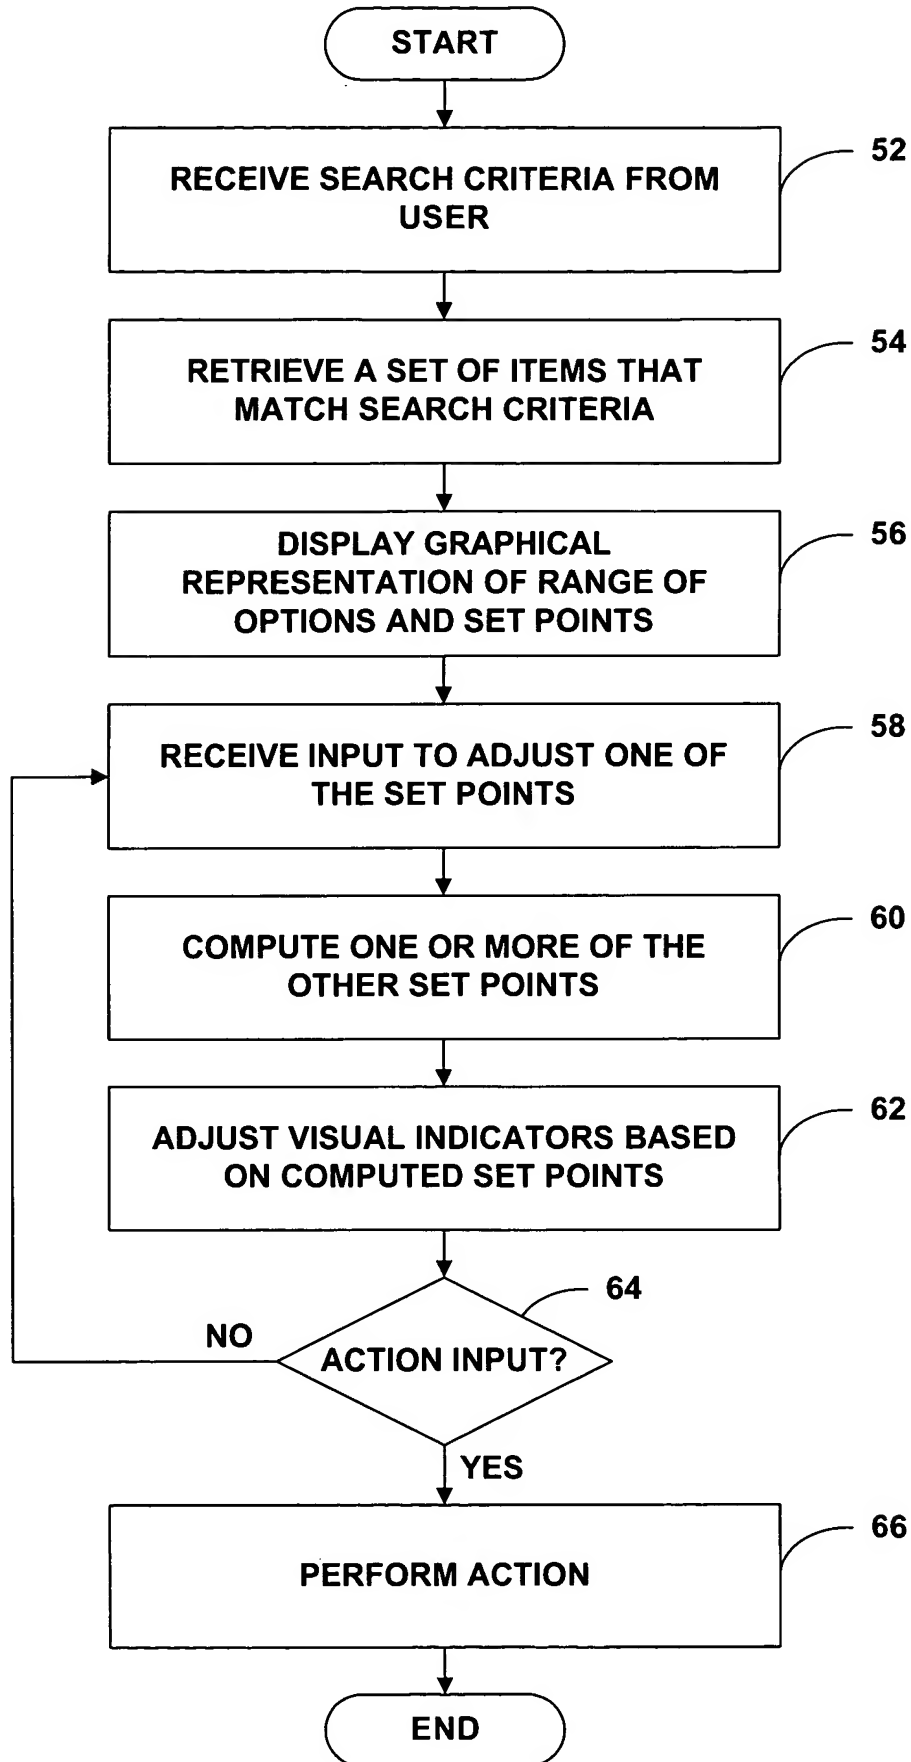 START
RECEIVE SEARCH CRITERIA FROM
USER
52
RETRIEVE A SET OF ITEMS THAT
MATCH SEARCH CRITERIA
54
DISPLAY GRAPHICAL
REPRESENTATION OF RANGE OF
OPTIONS AND SET POINTS
56
RECEIVE INPUT TO ADJUST ONE OF
THE SET POINTS
58
COMPUTE ONE OR MORE OF THE
OTHER SET POINTS
60
ADJUST VISUAL INDICATORS BASED
ON COMPUTED SET POINTS
62
64
NO
ACTION INPUT?
YES
PERFORM ACTION
66
END